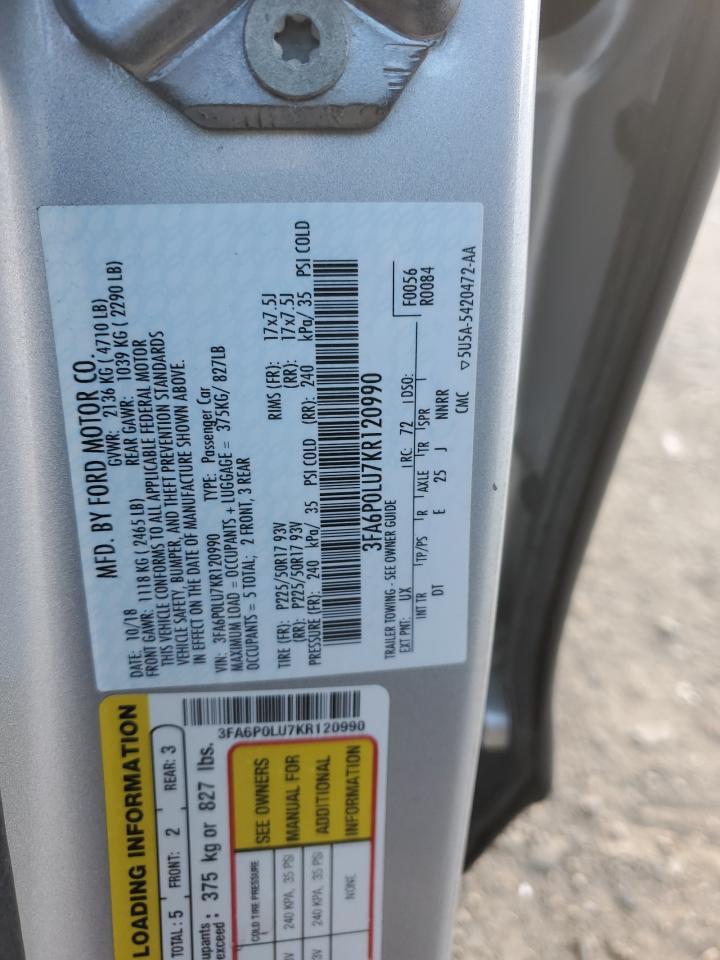 MFD. BY FORD MOTOR CO.
DATE: 10/18 GVWR: 2136 KG ( 4710 LB)
FRONT GAWR: 1118 KG ( 2465 LB) REAR GAWR: 1039 KG ( 2290 LB)
THIS VEHICLE CONFORMS TO ALL APPLICABLE FEDERAL MOTOR
VEHICLE SAFETY, BUMPER, AND THEFT PREVENTION STANDARDS
IN EFFECT ON THE DATE OF MANUFACTURE SHOWN ABOVE.
VIN: 3FA6P0LU7KR120990 TYPE: Passenger Car
MAXIMUM LOAD = OCCUPANTS + LUGGAGE = 375KG/ 827LB
OCCUPANTS = 5 TOTAL; 2 FRONT, 3 REAR
TIRE (FR): P225/50R17 93V RIMS (FR): 17x7.5J
(RR): P225/50R17 93V (RR): 17x7.5J
PRESSURE (FR): 240 kPa/ 35 PSI COLD (RR): 240 kPa/ 35 PSI COLD
3FA6P0LU7KR120990
TRAILER TOWING - SEE OWNER GUIDE F0056
EXT PNT: UX RC: 72 DSO: R0084
INT TR TP/PS R AXLE TR SPR
DT E 25 J NNRR
CMC ▽5U5A-5420472-AA
LOADING INFORMATION
TOTAL : 5 FRONT: 2 REAR: 3
upants
exceed : 375 kg or 827 lbs.
3FA6P0LU7KR120990
COLD TIRE PRESSURE SEE OWNERS
3V 240 KPA, 35 PSI MANUAL FOR
3V 240 KPA, 35 PSI ADDITIONAL
NONE INFORMATION